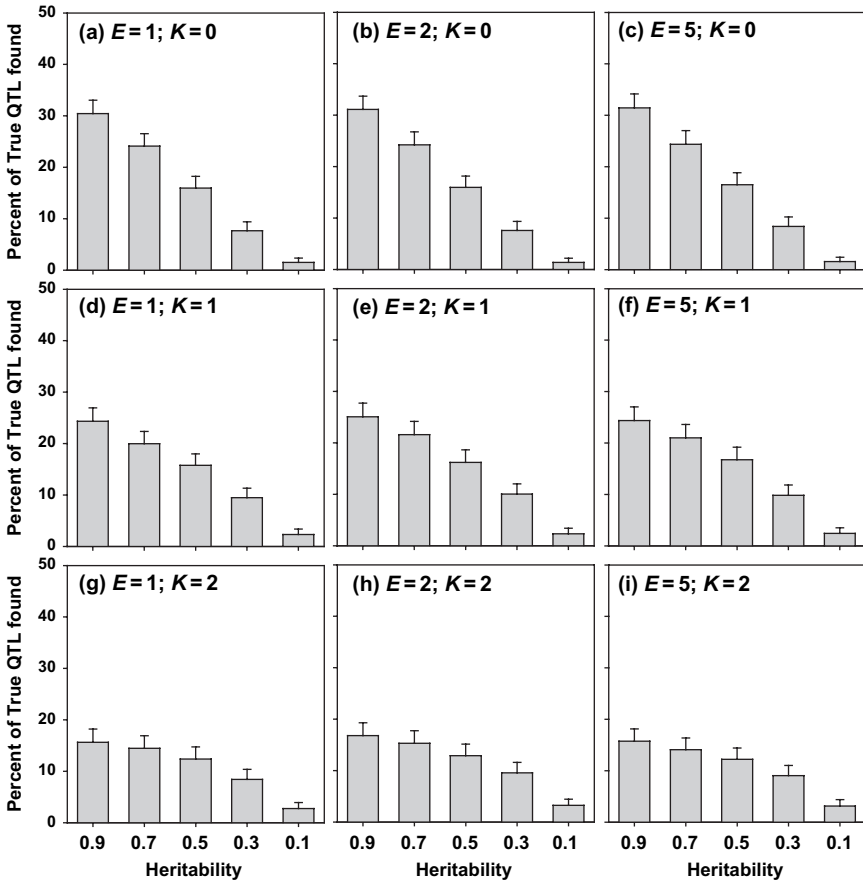 (a) E=1; K=0
(b) E=2; K=0
(c) E=5; K=0
Percent of True QTL found
50
40
30
20
10
0
(d) E=1; K=1
(e) E=2; K=1
(f) E=5; K=1
Percent of True QTL found
50
40
30
20
10
0
(g) E=1; K=2
(h) E=2; K=2
(i) E=5; K=2
Percent of True QTL found
50
40
30
20
10
0
0.9 0.7 0.5 0.3 0.1
0.9 0.7 0.5 0.3 0.1
0.9 0.7 0.5 0.3 0.1
Heritability
Heritability
Heritability